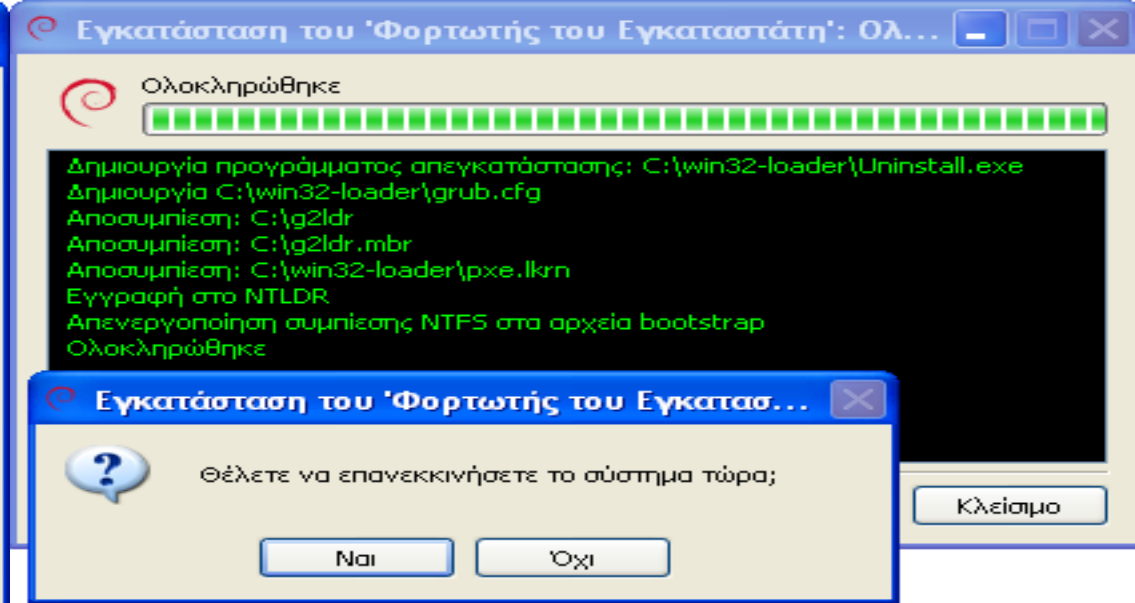 Εγκατάσταση του 'Φορτωτής του Εγκαταστάτη': Ολ...
Ολοκληρώθηκε
Δημιουργία προγράμματος απεγκατάστασης: C:\win32-loader\Uninstall.exe
Δημιουργία C:\win32-loader\grub.cfg
Αποσυμπίεση: C:\g2ldr
Αποσυμπίεση: C:\g2ldr.mbr
Αποσυμπίεση: C:\win32-loader\pxe.lkrn
Εγγραφή στο NTLDR
Απενεργοποίηση συμπίεσης NTFS στα αρχεία bootstrap
Ολοκληρώθηκε
Εγκατάσταση του 'Φορτωτής του Εγκατασ...
Θέλετε να επανεκκινήσετε το σύστημα τώρα;
Κλείσιμο
Ναι Όχι